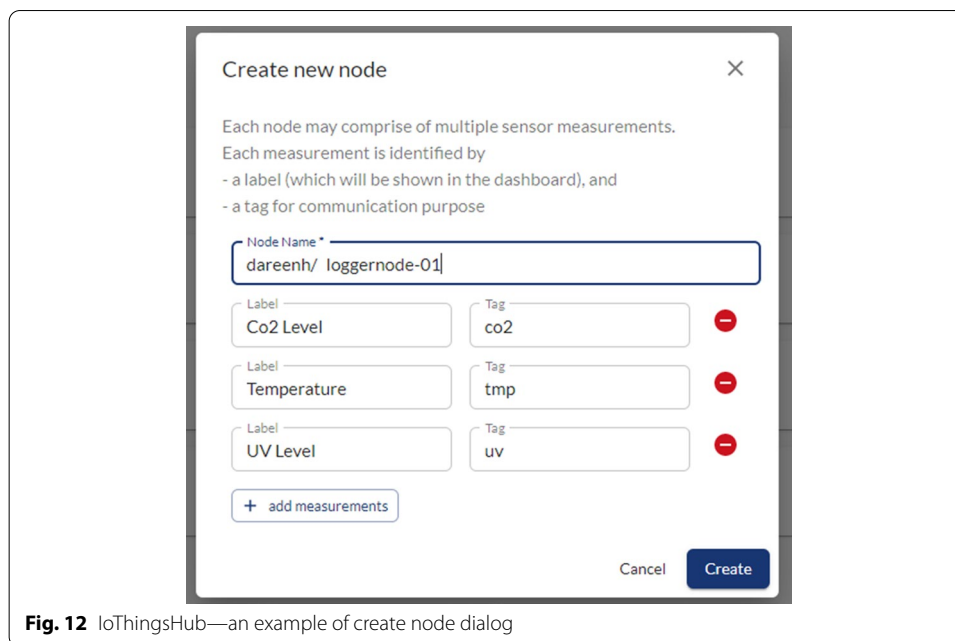 Create new node
Each node may comprise of multiple sensor measurements.
Each measurement is identified by
- a label (which will be shown in the dashboard), and
- a tag for communication purpose
Node Name *
dareenh/ loggernode-01
Label Tag
Co2 Level co2
Label Tag
Temperature tmp
Label Tag
UV Level uv
+ add measurements
Cancel Create
Fig. 12 IoThingsHub—an example of create node dialog